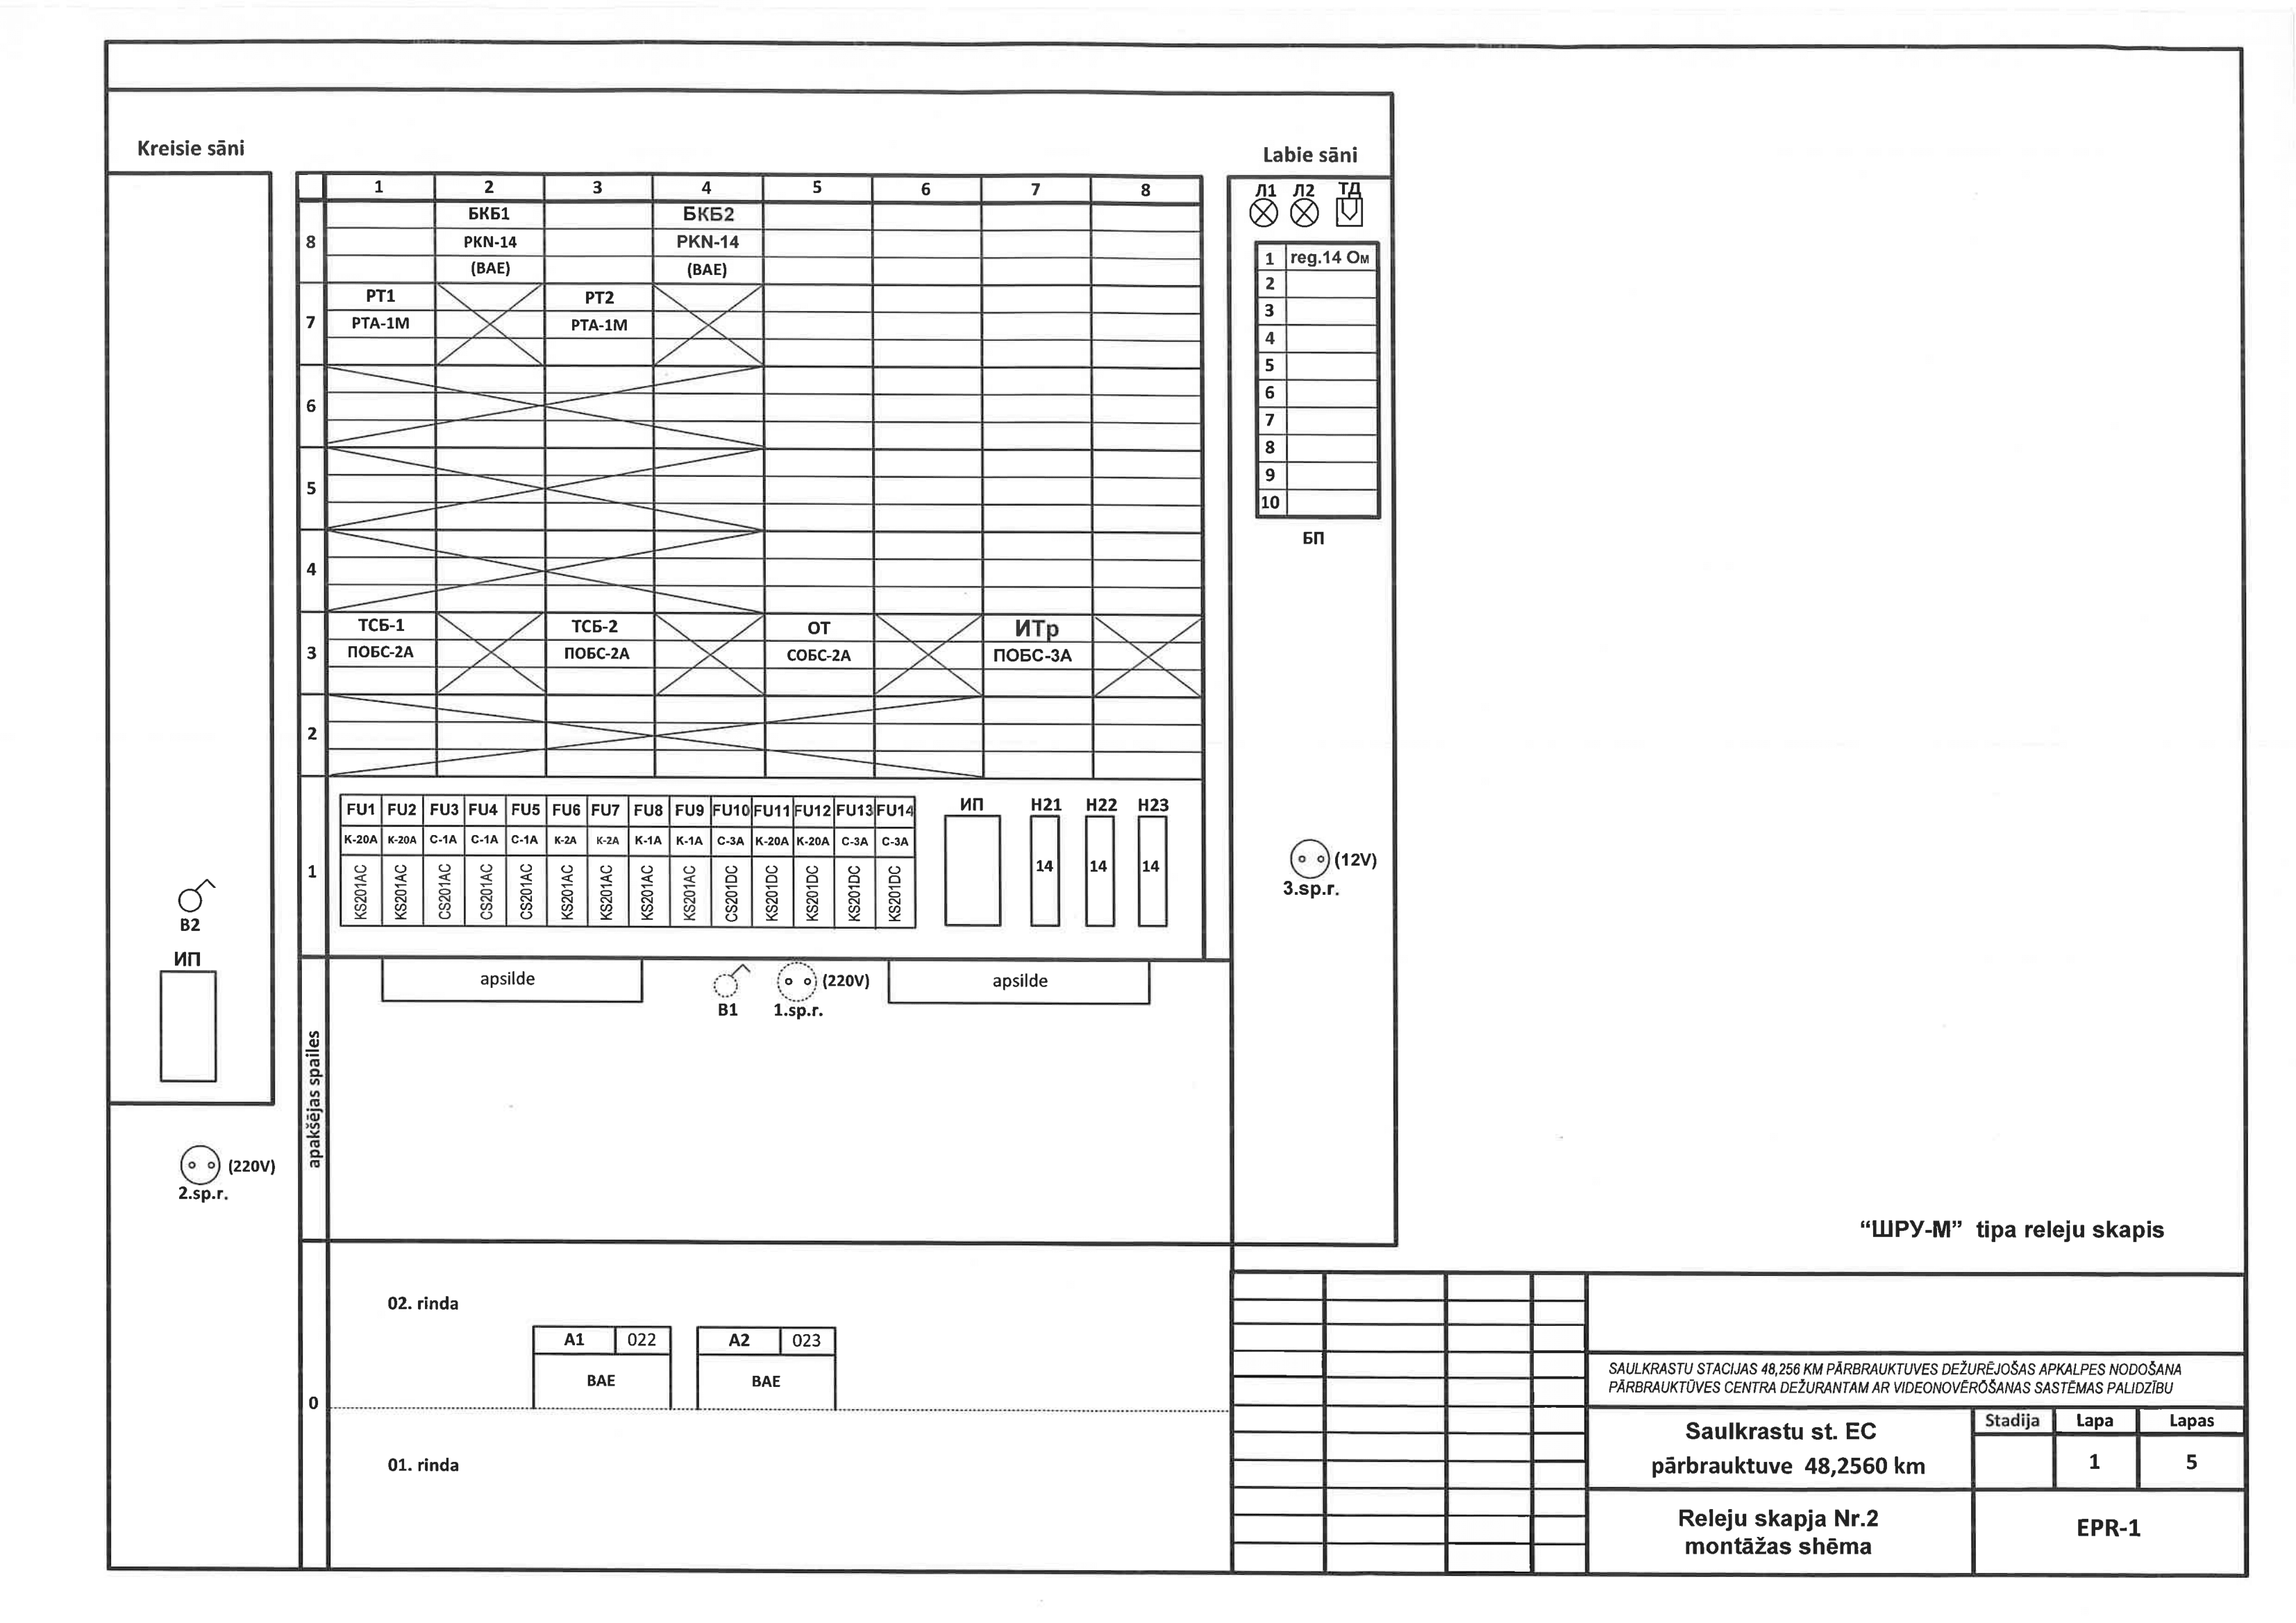 Kreisie sāni
Labie sāni
1 2 3 4 5 6 7 8
8
БКБ1 БКБ2
PKN-14 PKN-14
(BAE) (BAE)
7
РТ1 РТ2
РТА-1М РТА-1М
6
5
4
3
ТСБ-1 ТСБ-2 ОТ ИТр
ПОБС-2А ПОБС-2А СОБС-2А ПОБС-3А
2
1
FU1 FU2 FU3 FU4 FU5 FU6 FU7 FU8 FU9 FU10 FU11 FU12 FU13 FU14
K-20A K-20A C-1A C-1A C-1A K-2A K-2A K-1A K-1A C-3A K-20A K-20A C-3A C-3A
KS201AC KS201AC CS201AC CS201AC CS201AC KS201AC KS201AC KS201AC KS201AC CS201DC KS201DC KS201DC KS201DC KS201DC
ИП Н21 Н22 Н23
14 14 14
Л1 Л2 ТД
1 reg.14 Ом
2
3
4
5
6
7
8
9
10
БП
(12V)
3.sp.r.
B2
ИП
(220V)
2.sp.r.
apsilde
B1
(220V)
1.sp.r.
apsilde
apakšējas spailes
0
02. rinda
A1 022
BAE
A2 023
BAE
01. rinda
“ШРУ-М” tipa releju skapis
SAULKRASTU STACIJAS 48,256 KM PĀRBRAUKTUVES DEŽURĒJOŠAS APKALPES NODOŠANA
PĀRBRAUKTŪVES CENTRA DEŽURANTAM AR VIDEONOVĒRŌŠANAS SASTĒMAS PALIDZĪBU
Saulkrastu st. EC
pārbrauktuve 48,2560 km
Stadija Lapa Lapas
1 5
Releju skapja Nr.2
montāžas shēma
EPR-1